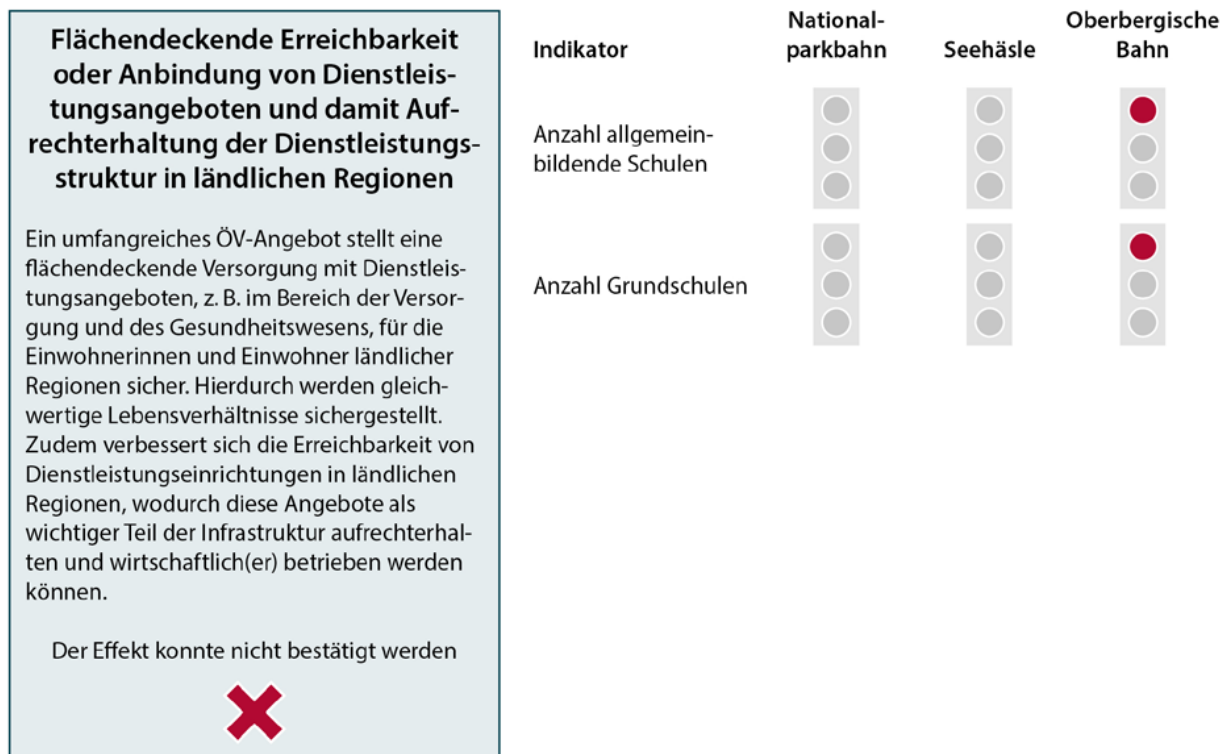 Flächendeckende Erreichbarkeit
oder Anbindung von Dienstleis-
tungsangeboten und damit Auf-
rechterhaltung der Dienstleistungs-
struktur in ländlichen Regionen
Ein umfangreiches ÖV-Angebot stellt eine
flächendeckende Versorgung mit Dienstleis-
tungsangeboten, z. B. im Bereich der Versor-
gung und des Gesundheitswesens, für die
Einwohnerinnen und Einwohner ländlicher
Regionen sicher. Hierdurch werden gleich-
wertige Lebensverhältnisse sichergestellt.
Zudem verbessert sich die Erreichbarkeit von
Dienstleistungseinrichtungen in ländlichen
Regionen, wodurch diese Angebote als
wichtiger Teil der Infrastruktur aufrechterhal-
ten und wirtschaftlich(er) betrieben werden
können.
Der Effekt konnte nicht bestätigt werden
Indikator
National-
parkbahn
Seehäsle
Oberbergische
Bahn
Anzahl allgemein-
bildende Schulen
Anzahl Grundschulen